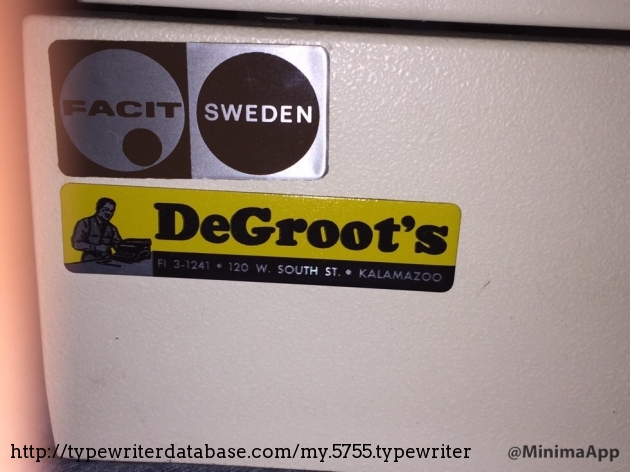 FACIT
SWEDEN
DeGroot's
FI 3-1241 • 120 W. SOUTH ST. • KALAMAZOO
http://typewriterdatabase.com/my.5755.typewriter
@MinimaApp